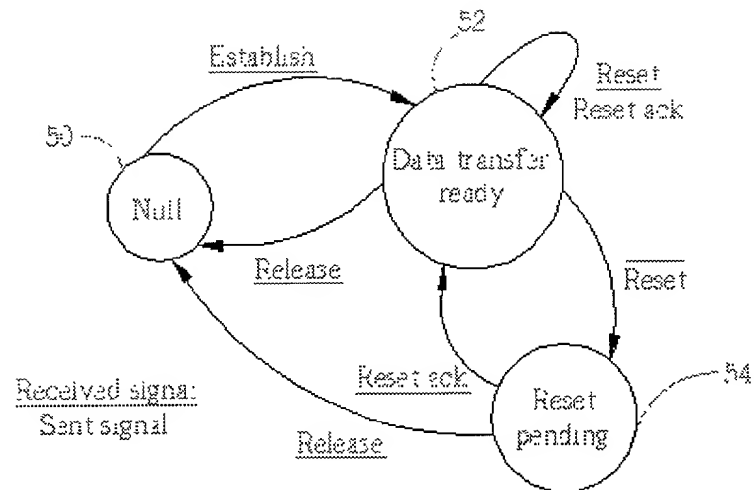 52
Establish
Reset
Reset ack
50
Data transfer
ready
Null
Release
Reset
Reset ack
54
Received signal
Sent signal
Reset
pending
Release